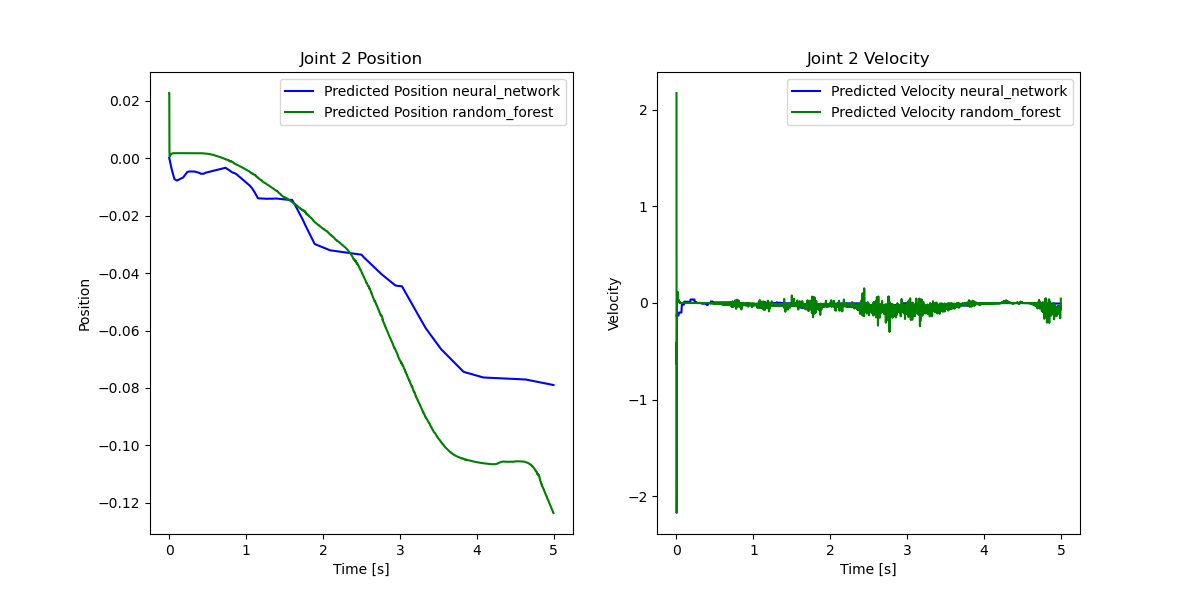 Joint 2 Position
Predicted Position neural_network
Predicted Position random_forest
0.02
0.00
−0.02
−0.04
−0.06
−0.08
−0.10
−0.12
Position
0 1 2 3 4 5
Time [s]
Joint 2 Velocity
Predicted Velocity neural_network
Predicted Velocity random_forest
2
1
0
−1
−2
Velocity
0 1 2 3 4 5
Time [s]